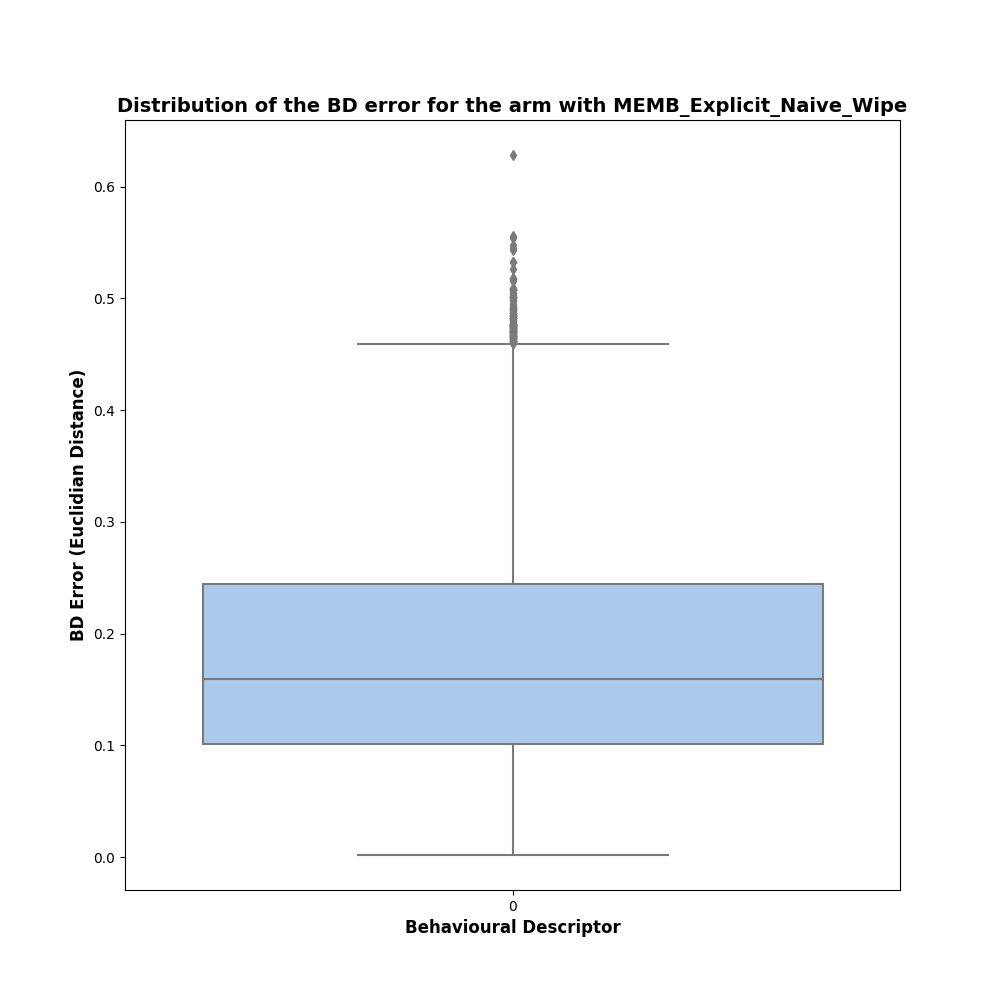 Distribution of the BD error for the arm with MEMB_Explicit_Naive_Wipe
0.6
0.5
0.4
0.3
0.2
0.1
0.0
BD Error (Euclidian Distance)
0
Behavioural Descriptor